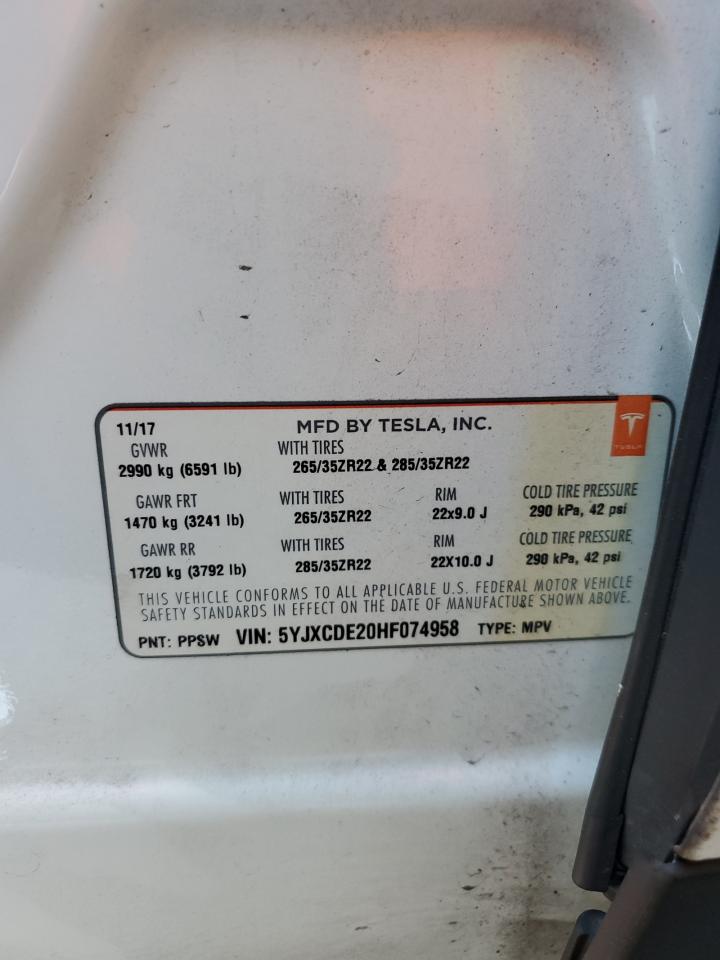 11/17 MFD BY TESLA, INC.
TESLA
GVWR WITH TIRES
2990 kg (6591 lb) 265/35ZR22 & 285/35ZR22
GAWR FRT WITH TIRES RIM COLD TIRE PRESSURE
1470 kg (3241 lb) 265/35ZR22 22x9.0 J 290 kPa, 42 psi
GAWR RR WITH TIRES RIM COLD TIRE PRESSURE
1720 kg (3792 lb) 285/35ZR22 22X10.0 J 290 kPa, 42 psi
THIS VEHICLE CONFORMS TO ALL APPLICABLE U.S. FEDERAL MOTOR VEHICLE
SAFETY STANDARDS IN EFFECT ON THE DATE OF MANUFACTURE SHOWN ABOVE.
PNT: PPSW VIN: 5YJXCDE20HF074958 TYPE: MPV